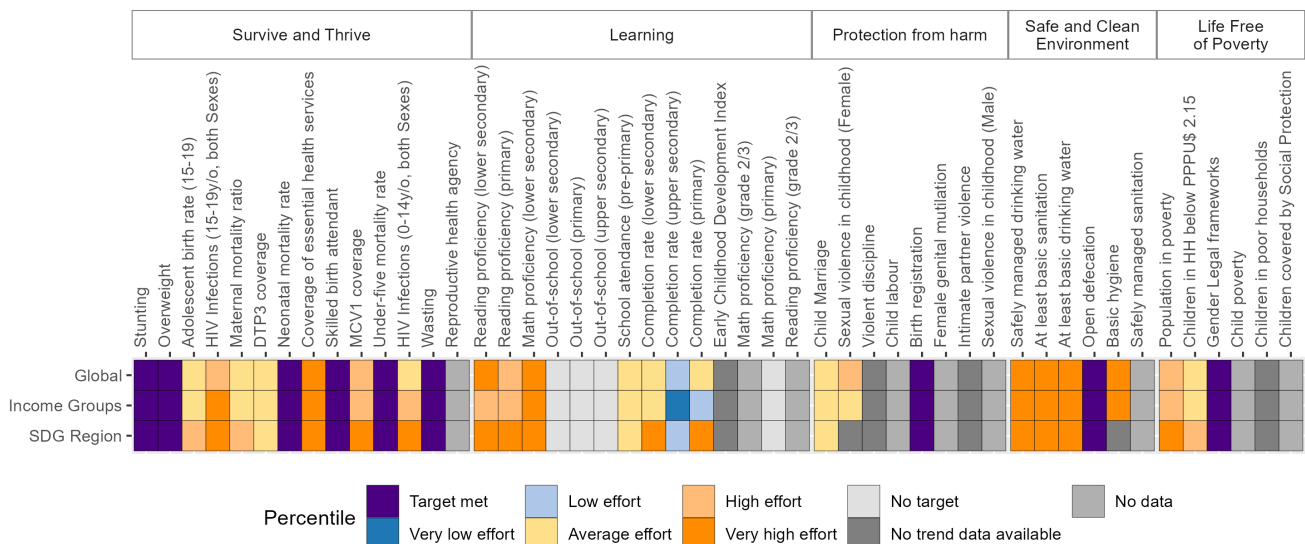 Survive and Thrive
Learning
Protection from harm
Safe and Clean
Environment
Life Free
of Poverty
Stunting
Overweight
Adolescent birth rate (15-19)
HIV Infections (15-19y/o, both Sexes)
Maternal mortality ratio
DTP3 coverage
Neonatal mortality rate
Coverage of essential health services
Skilled birth attendant
MCV1 coverage
Under-five mortality rate
HIV Infections (0-14y/o, both Sexes)
Wasting
Reproductive health agency
Reading proficiency (lower secondary)
Reading proficiency (primary)
Math proficiency (lower secondary)
Out-of-school (lower secondary)
Out-of-school (primary)
Out-of-school (upper secondary)
School attendance (pre-primary)
Completion rate (lower secondary)
Completion rate (upper secondary)
Completion rate (primary)
Early Childhood Development Index
Math proficiency (grade 2/3)
Math proficiency (primary)
Reading proficiency (grade 2/3)
Child Marriage
Sexual violence in childhood (Female)
Violent discipline
Child labour
Birth registration
Female genital mutilation
Intimate partner violence
Sexual violence in childhood (Male)
Safely managed drinking water
At least basic sanitation
At least basic drinking water
Open defecation
Basic hygiene
Safely managed sanitation
Population in poverty
Children in HH below PPPU$ 2.15
Gender Legal frameworks
Child poverty
Children in poor households
Children covered by Social Protection
Global
Income Groups
SDG Region
Percentile
Target met
Low effort
High effort
No target
No data
Very low effort
Average effort
Very high effort
No trend data available